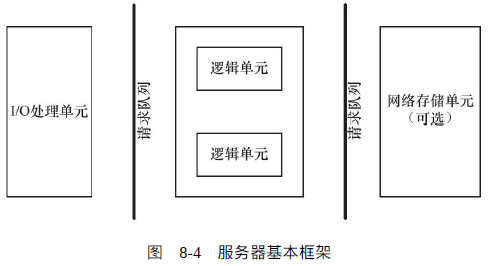 I/O处理单元
请求队列
逻辑单元
逻辑单元
请求队列
网络存储单元
（可选）
图 8-4 服务器基本框架